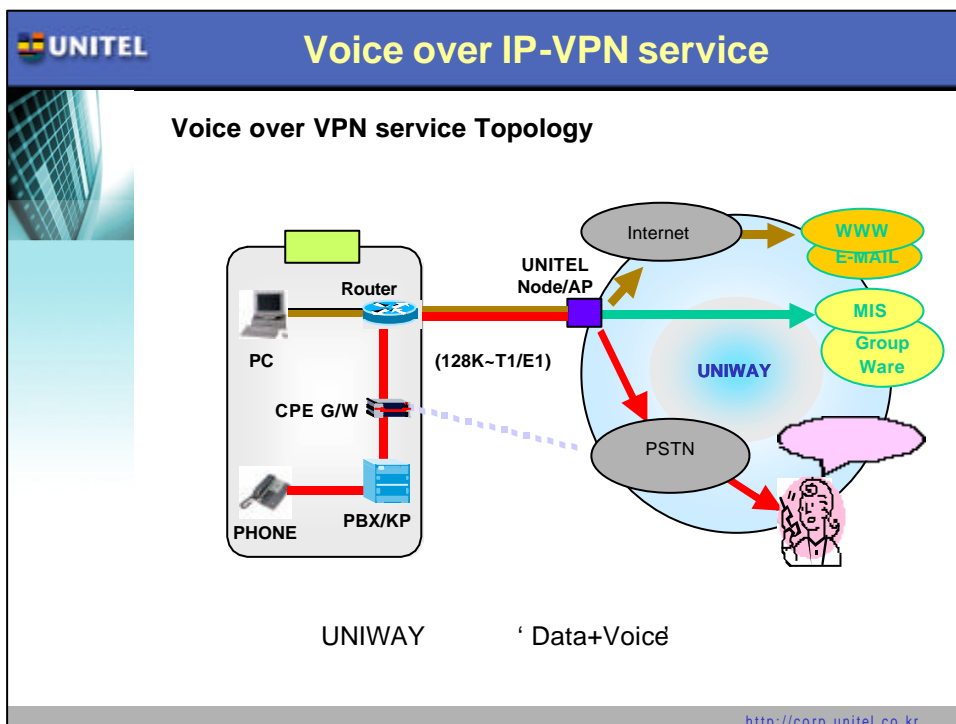 UNITEL
Voice over IP-VPN service
Voice over VPN service Topology
Internet
WWW
E-MAIL
UNITEL
Node/AP
Router
MIS
Group
Ware
PC
(128K~T1/E1)
UNIWAY
CPE G/W
PSTN
PHONE
PBX/KP
UNIWAY ‘ Data+Voice’
http://corp.unitel.co.kr